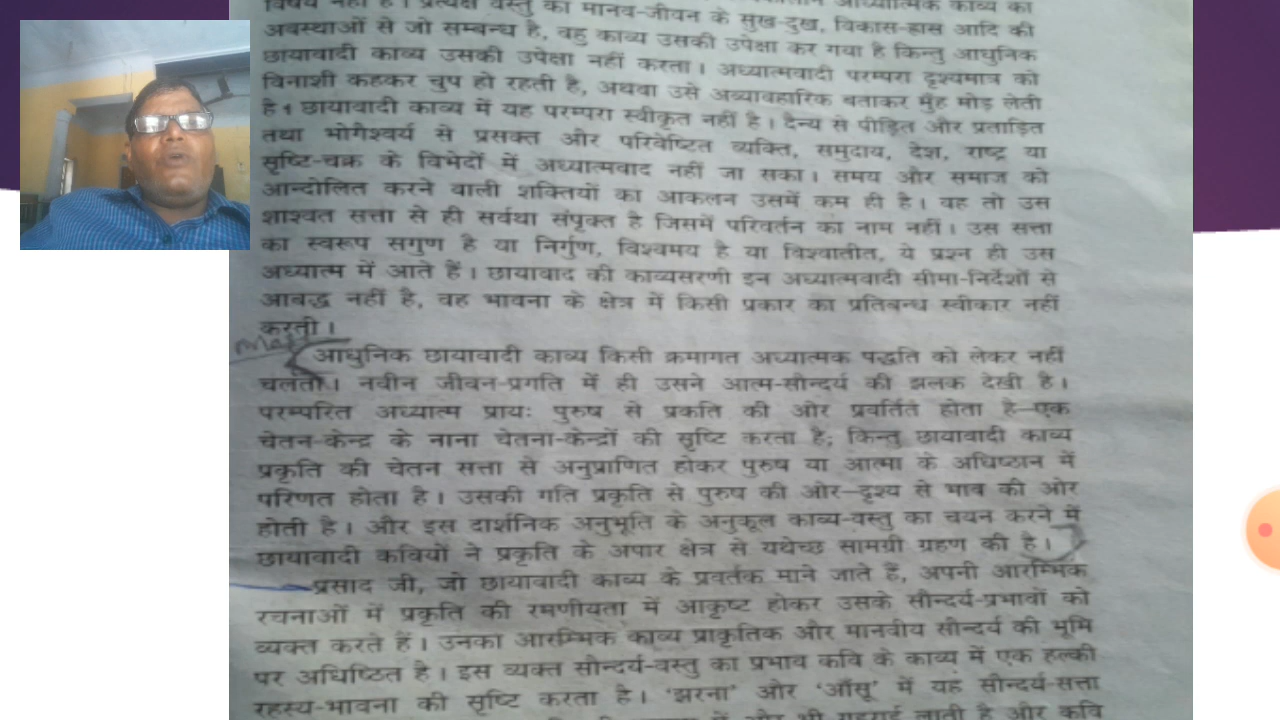 विषय नहीं है। प्रत्यक्ष वस्तु का मानव-जीवन के सुख-दुख, विकास-ह्रास आदि की
अवस्थाओं से जो सम्बन्ध है, वह काव्य उसकी उपेक्षा कर गया है किन्तु आधुनिक
छायावादी काव्य उसकी उपेक्षा नहीं करता। अध्यात्मवादी परम्परा दृश्यमात्र को
विनाशी कहकर चुप हो रहती है, अथवा उसे अव्यावहारिक बताकर मुँह मोड़ लेती
है। छायावादी काव्य में यह परम्परा स्वीकृत नहीं है। दैन्य से पीड़ित और प्रताड़ित
तथा भोगैश्वर्य से प्रसक्त और परिवेष्टित व्यक्ति, समुदाय, देश, राष्ट्र या
सृष्टि-चक्र के विभेदों में अध्यात्मवाद नहीं जा सका। समय और समाज को
आन्दोलित करने वाली शक्तियों का आकलन उसमें कम ही है। वह तो उस
शाश्वत सत्ता से ही सर्वथा संपृक्त है जिसमें परिवर्तन का नाम नहीं। उस सत्ता
का स्वरूप सगुण है या निर्गुण, विश्वमय है या विश्वातीत, ये प्रश्न ही उस
अध्यात्म में आते हैं। छायावाद की काव्यसरणी इन अध्यात्मवादी सीमा-निर्देशों से
आबद्ध नहीं है, वह भावना के क्षेत्र में किसी प्रकार का प्रतिबन्ध स्वीकार नहीं
करती।
आधुनिक छायावादी काव्य किसी क्रमागत अध्यात्मक पद्धति को लेकर नहीं
चलता। नवीन जीवन-प्रगति में ही उसने आत्म-सौन्दर्य की झलक देखी है।
परम्परित अध्यात्म प्रायः पुरुष से प्रकति की ओर प्रवर्तित होता है—एक
चेतन-केन्द्र के नाना चेतना-केन्द्रों की सृष्टि करता है; किन्तु छायावादी काव्य
प्रकृति की चेतन सत्ता से अनुप्राणित होकर पुरुष या आत्मा के अधिष्ठान में
परिणत होता है। उसकी गति प्रकृति से पुरुष की ओर—दृश्य से भाव की ओर
होती है। और इस दार्शनिक अनुभूति के अनुकूल काव्य-वस्तु का चयन करने में
छायावादी कवियों ने प्रकृति के अपार क्षेत्र से यथेच्छ सामग्री ग्रहण की है।
प्रसाद जी, जो छायावादी काव्य के प्रवर्तक माने जाते हैं, अपनी आरम्भिक
रचनाओं में प्रकृति की रमणीयता में आकृष्ट होकर उसके सौन्दर्य-प्रभावों को
व्यक्त करते हैं। उनका आरम्भिक काव्य प्राकृतिक और मानवीय सौन्दर्य की भूमि
पर अधिष्ठित है। इस व्यक्त सौन्दर्य-वस्तु का प्रभाव कवि के काव्य में एक हल्की
रहस्य-भावना की सृष्टि करता है। 'झरना' और 'आँसू' में यह सौन्दर्य-सत्ता
और भी गहराई लाती है और कवि